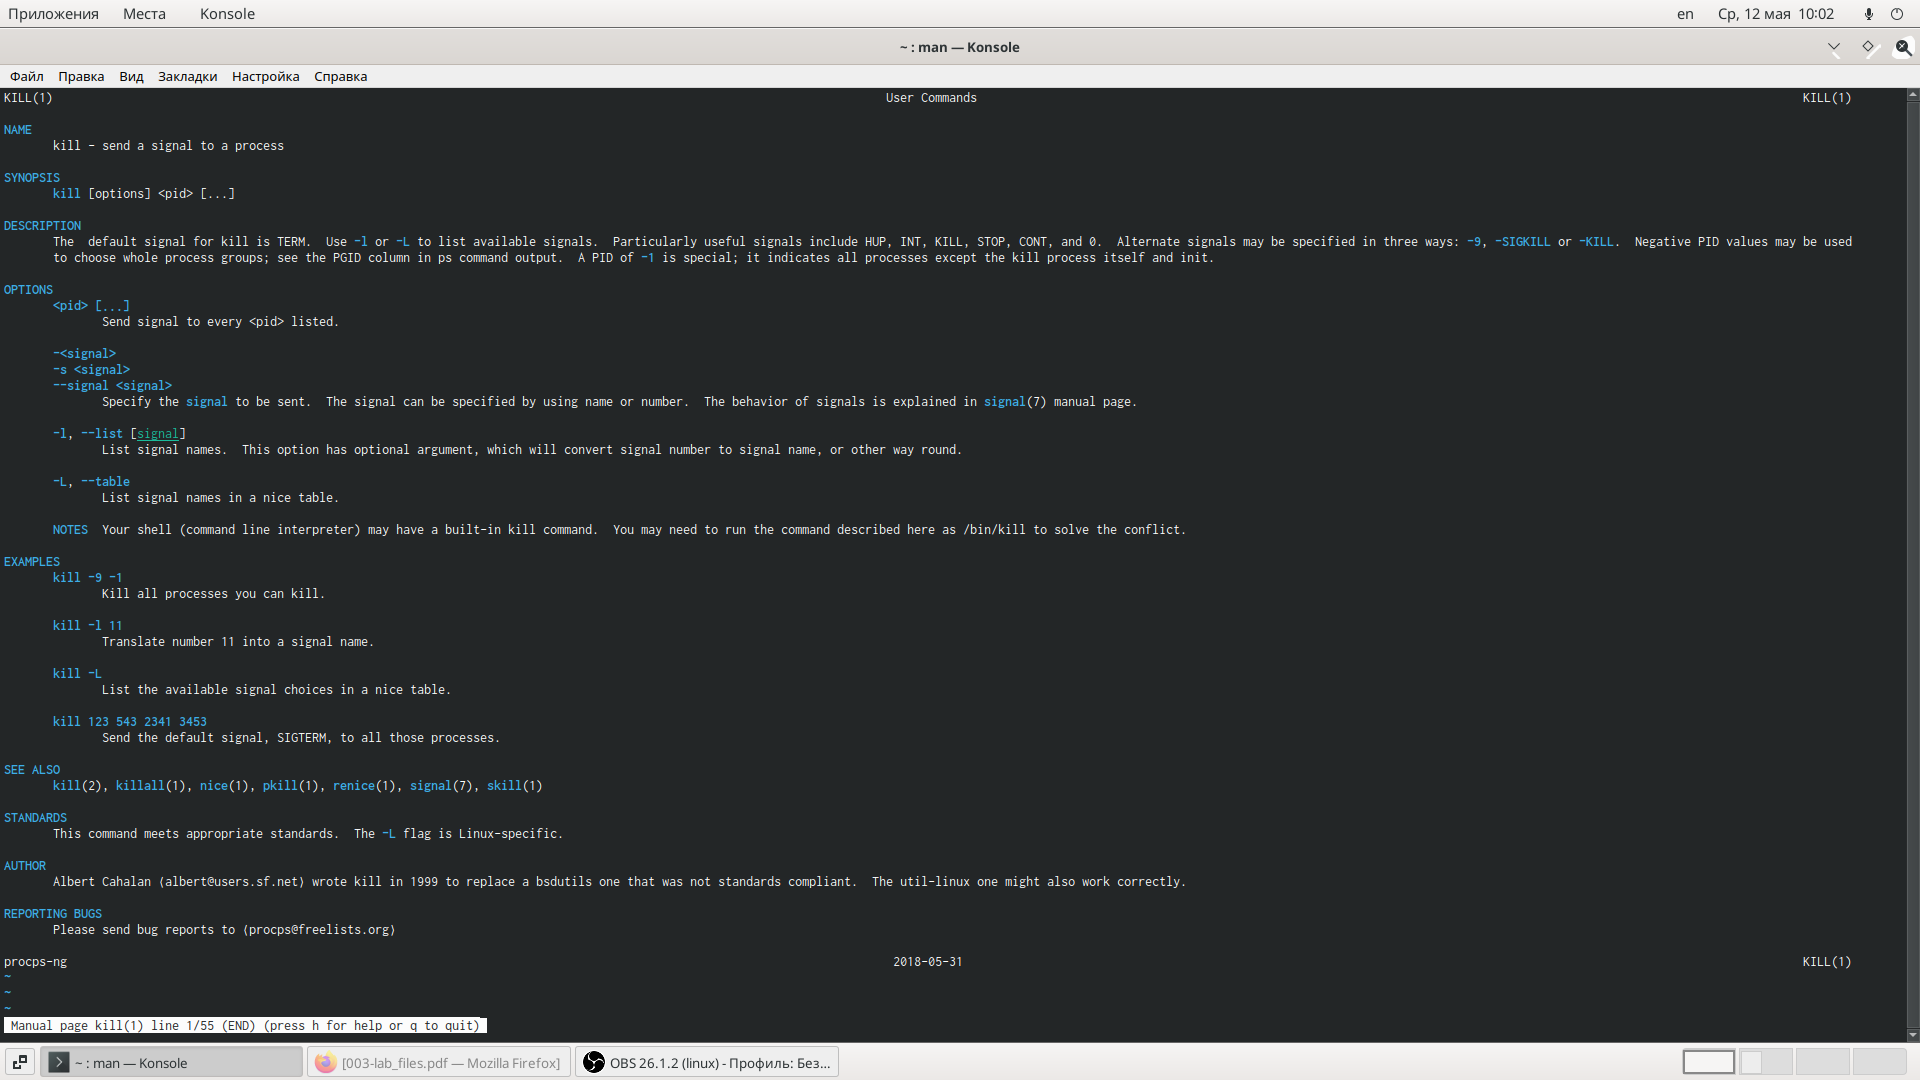 Приложения Места Konsole en Ср, 12 мая 10:02
~ : man — Konsole
Файл Правка Вид Закладки Настройка Справка
KILL(1) User Commands KILL(1)
NAME
kill - send a signal to a process
SYNOPSIS
kill [options] <pid> [...]
DESCRIPTION
The default signal for kill is TERM. Use -l or -L to list available signals. Particularly useful signals include HUP, INT, KILL, STOP, CONT, and 0. Alternate signals may be specified in three ways: -9, -SIGKILL or -KILL. Negative PID values may be used
to choose whole process groups; see the PGID column in ps command output. A PID of -1 is special; it indicates all processes except the kill process itself and init.
OPTIONS
<pid> [...]
Send signal to every <pid> listed.
-<signal>
-s <signal>
--signal <signal>
Specify the signal to be sent. The signal can be specified by using name or number. The behavior of signals is explained in signal(7) manual page.
-l, --list [signal]
List signal names. This option has optional argument, which will convert signal number to signal name, or other way round.
-L, --table
List signal names in a nice table.
NOTES Your shell (command line interpreter) may have a built-in kill command. You may need to run the command described here as /bin/kill to solve the conflict.
EXAMPLES
kill -9 -1
Kill all processes you can kill.
kill -l 11
Translate number 11 into a signal name.
kill -L
List the available signal choices in a nice table.
kill 123 543 2341 3453
Send the default signal, SIGTERM, to all those processes.
SEE ALSO
kill(2), killall(1), nice(1), pkill(1), renice(1), signal(7), skill(1)
STANDARDS
This command meets appropriate standards. The -L flag is Linux-specific.
AUTHOR
Albert Cahalan ⟨albert@users.sf.net⟩ wrote kill in 1999 to replace a bsdutils one that was not standards compliant. The util-linux one might also work correctly.
REPORTING BUGS
Please send bug reports to ⟨procps@freelists.org⟩
procps-ng 2018-05-31 KILL(1)
~
~
~
Manual page kill(1) line 1/55 (END) (press h for help or q to quit)
~ : man — Konsole [003-lab_files.pdf — Mozilla Firefox] OBS 26.1.2 (linux) - Профиль: Без...